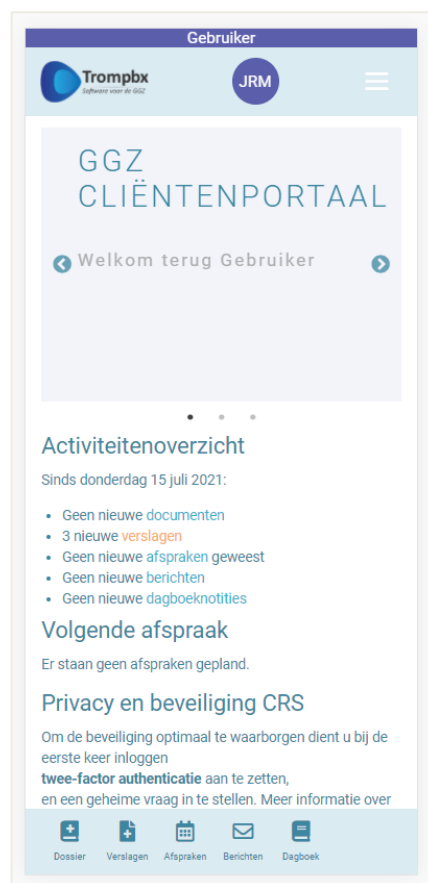 Gebruiker
Trompbx
Software voor de GGZ
JRM
GGZ
CLIËNTENPORTAAL
Welkom terug Gebruiker
Activiteitenoverzicht
Sinds donderdag 15 juli 2021:
Geen nieuwe documenten
3 nieuwe verslagen
Geen nieuwe afspraken geweest
Geen nieuwe berichten
Geen nieuwe dagboeknotities
Volgende afspraak
Er staan geen afspraken gepland.
Privacy en beveiliging CRS
Om de beveiliging optimaal te waarborgen dient u bij de
eerste keer inloggen
twee-factor authenticatie aan te zetten,
en een geheime vraag in te stellen. Meer informatie over
Dossier Verslagen Afspraken Berichten Dagboek